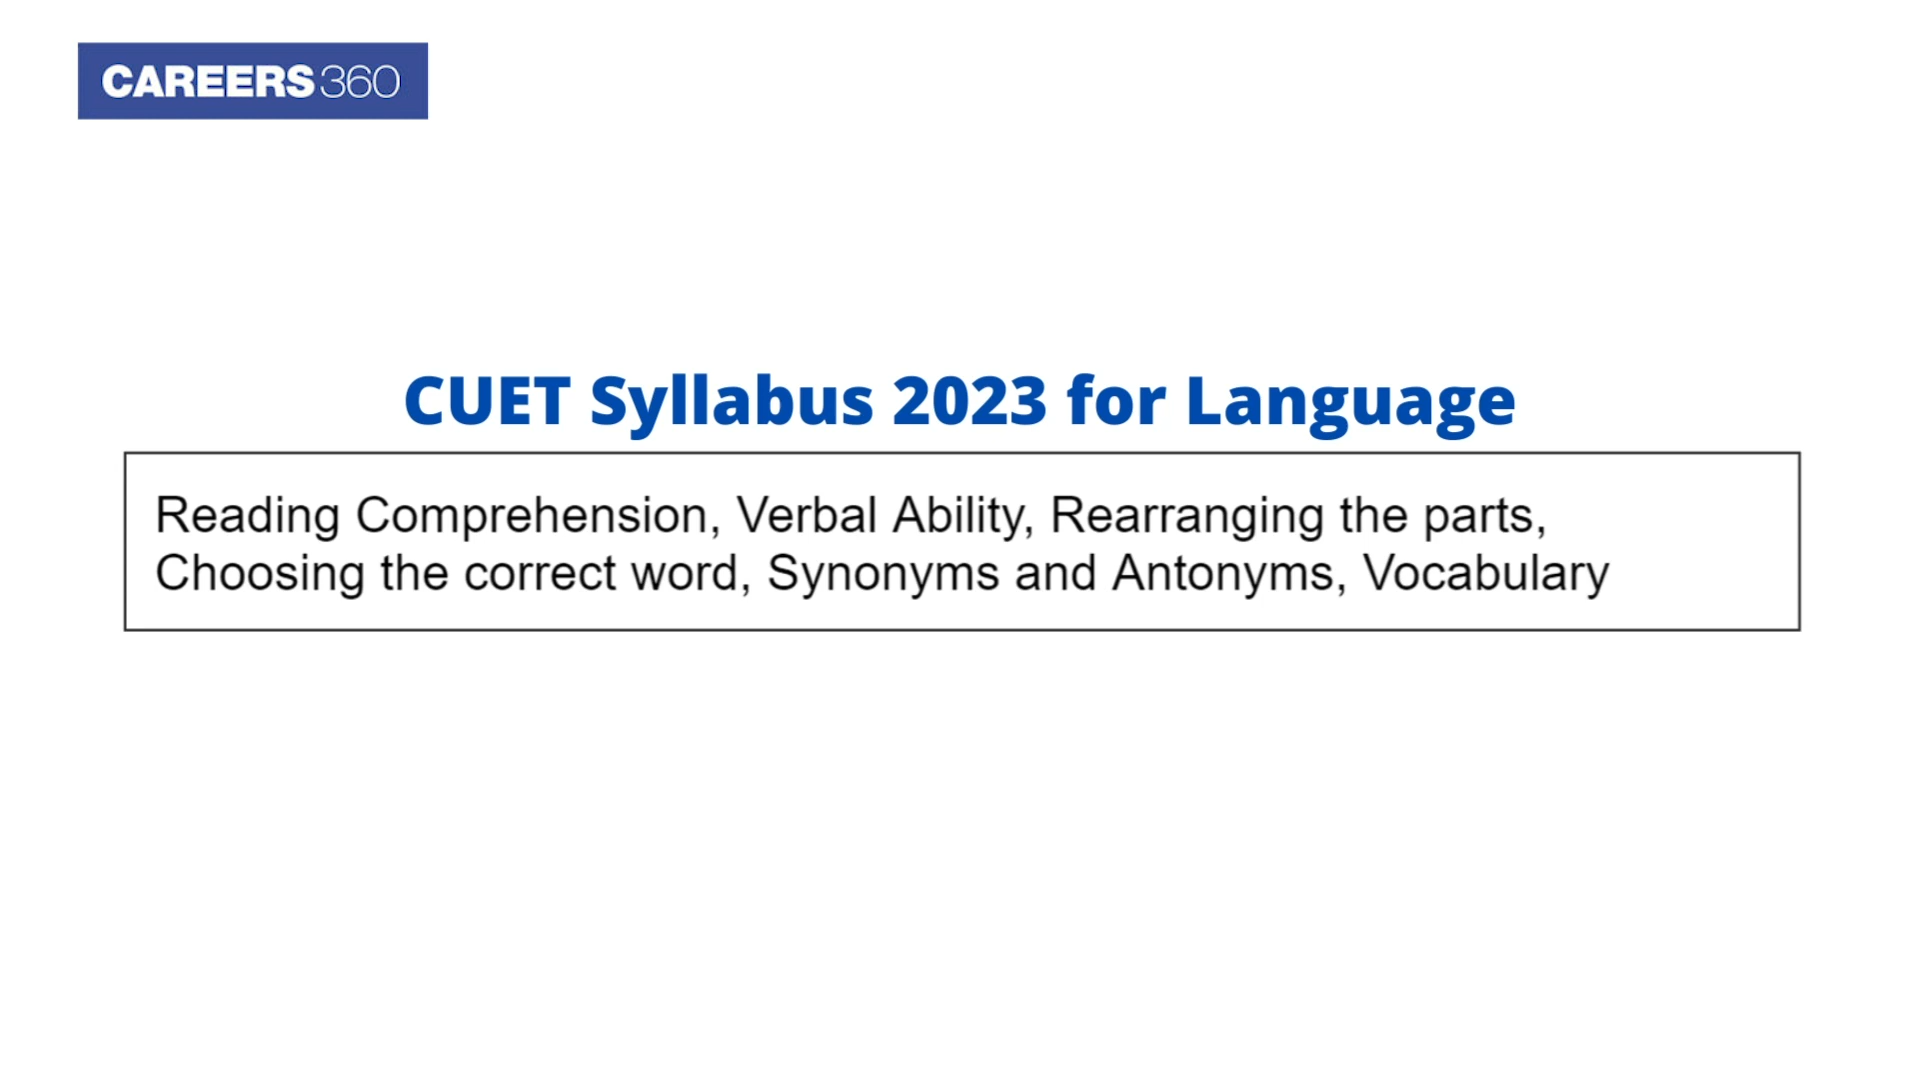 CAREERS360
CUET Syllabus 2023 for Language
Reading Comprehension, Verbal Ability, Rearranging the parts,
Choosing the correct word, Synonyms and Antonyms, Vocabulary